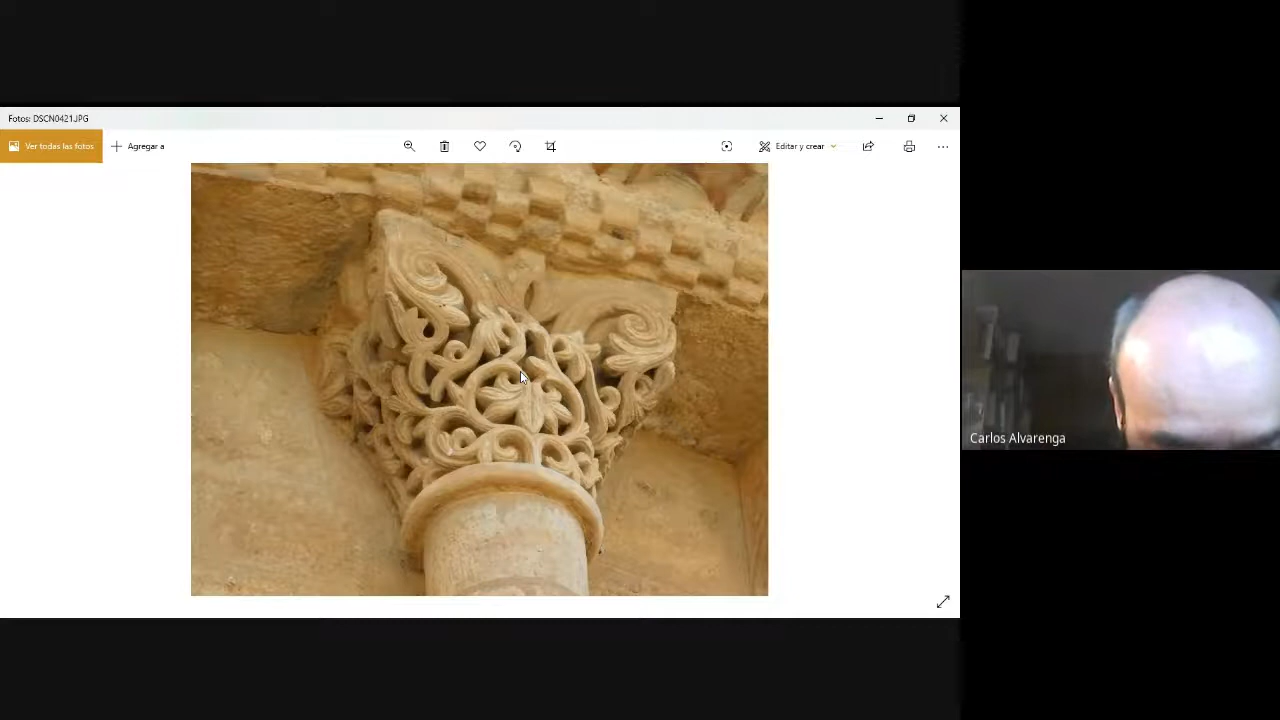 Fotos: DSCN0421.JPG
Ver todas las fotos
Agregar a
Editar y crear
Carlos Alvarenga